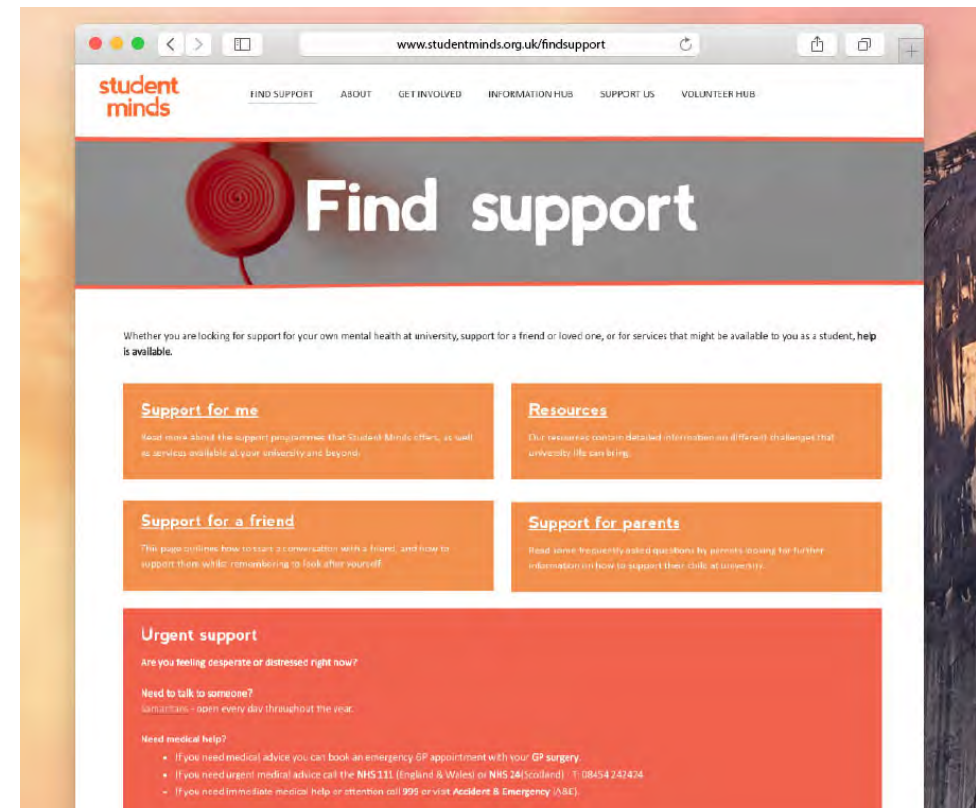 www.studentminds.org.uk/findsupport
student
minds
FIND SUPPORT ABOUT GET INVOLVED INFORMATION HUB SUPPORT US VOLUNTEER HUB
Find support
Whether you are looking for support for your own mental health at university, support for a friend or loved one, or for services that might be available to you as a student, help
is available.
Support for me
Read more about the support programmes that Student Minds offers, as well
as services available at your university and beyond.
Resources
Our resources contain detailed information on different challenges that
university life can bring.
Support for a friend
This page outlines how to start a conversation with a friend, and how to
support them whilst remembering to look after yourself.
Support for parents
Read some frequently asked questions by parents looking for further
information on how to support their child at university.
Urgent support
Are you feeling desperate or distressed right now?
Need to talk to someone?
Samaritans - open every day throughout the year.
Need medical help?
• If you need medical advice you can book an emergency GP appointment with your GP surgery.
• If you need urgent medical advice call the NHS 111 (England & Wales) or NHS 24(Scotland) - T: 08454 242424
• If you need immediate medical help or attention call 999 or visit Accident & Emergency (A&E).